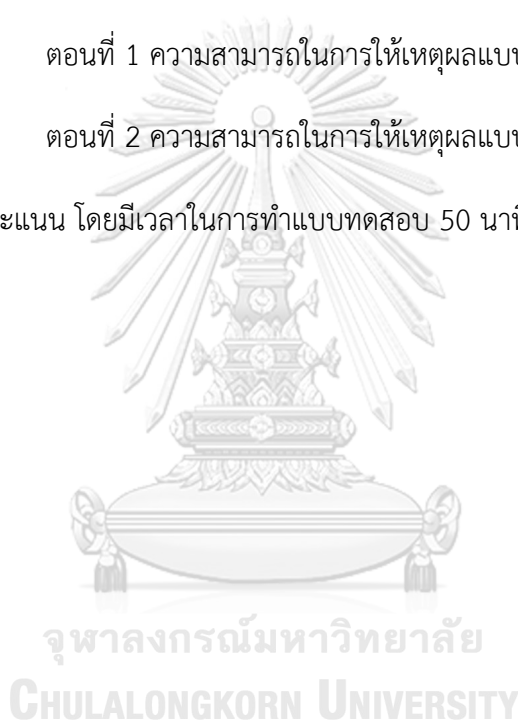 ตอนที่ 1 ความสามารถในการให้เหตุผลแบบ
ตอนที่ 2 ความสามารถในการให้เหตุผลแบบ
ะแนน โดยมีเวลาในการทำแบบทดสอบ 50 นาที
จุฬาลงกรณ์มหาวิทยาลัย
CHULALONGKORN UNIVERSITY